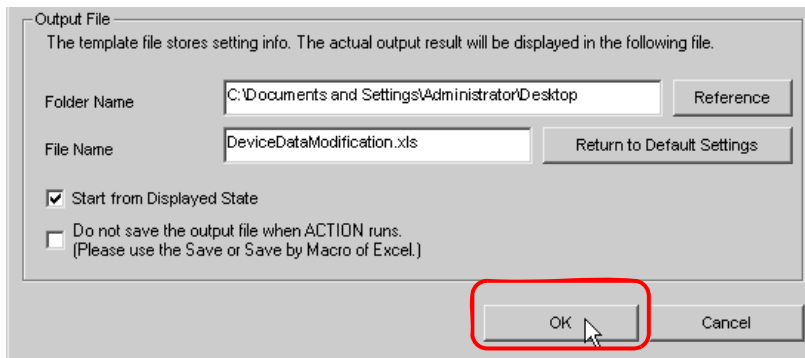 Output File
The template file stores setting info. The actual output result will be displayed in the following file.
Folder Name
C:\Documents and Settings\Administrator\Desktop
Reference
File Name
DeviceDataModification.xls
Return to Default Settings
Start from Displayed State
Do not save the output file when ACTION runs.
(Please use the Save or Save by Macro of Excel.)
OK
Cancel